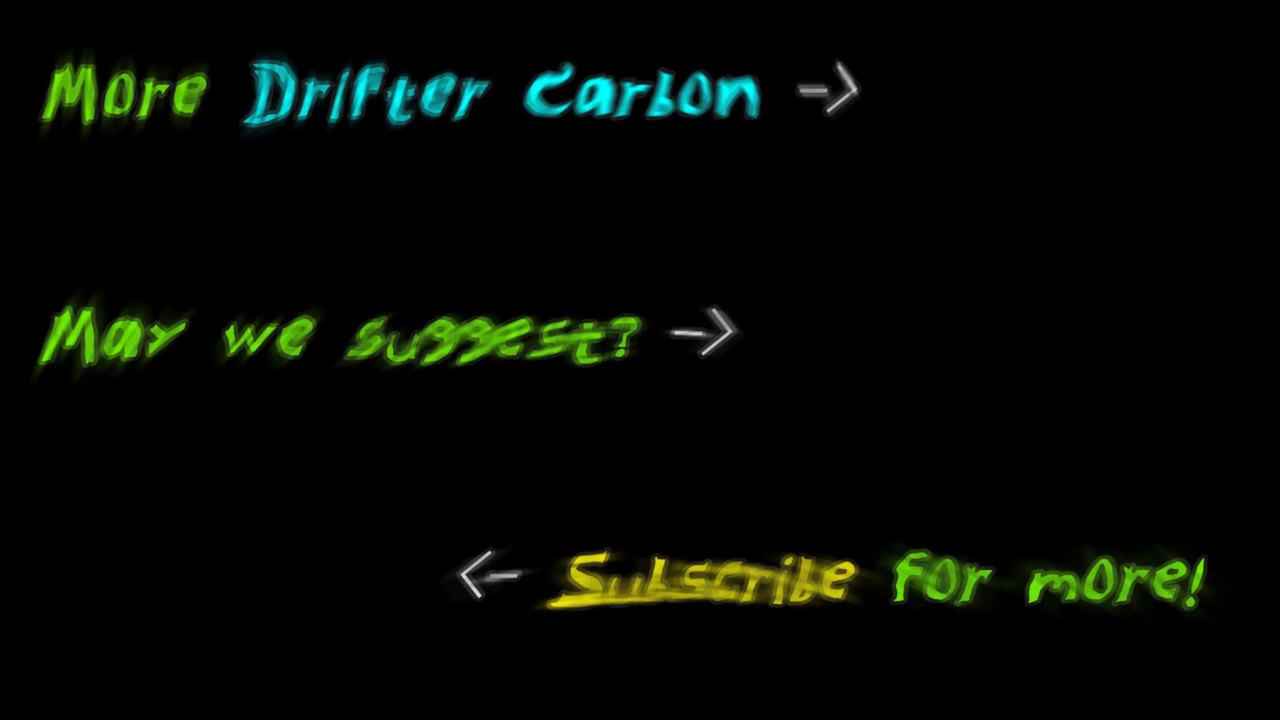 More Drifter Carbon →
May we suggest? →
← Subscribe for more!